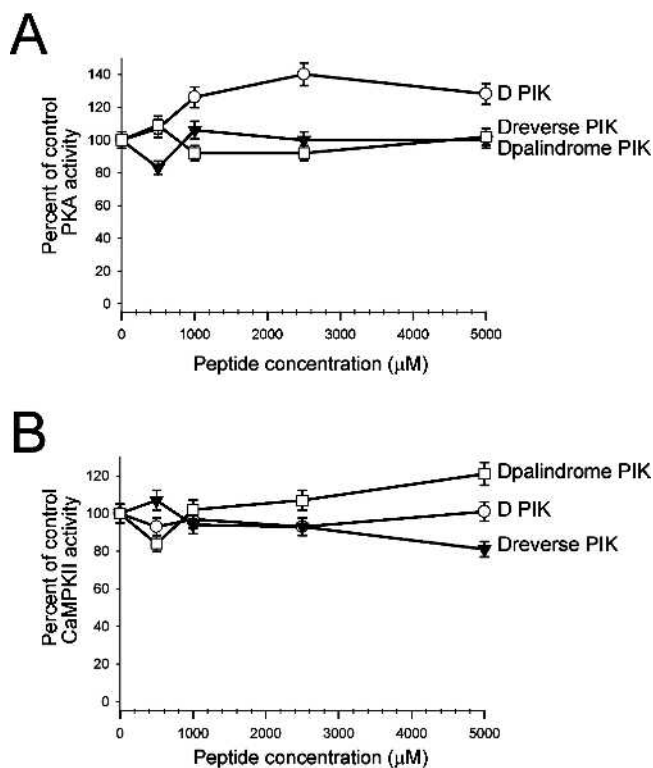 A
Percent of control
PKA activity
140
120
100
80
60
40
20
0
D PIK
Dreverse PIK
Dpalindrome PIK
0
1000
2000
3000
4000
5000
Peptide concentration (μM)
B
Percent of control
CaMPKII activity
120
100
80
60
40
20
0
Dpalindrome PIK
D PIK
Dreverse PIK
0
1000
2000
3000
4000
5000
Peptide concentration (μM)